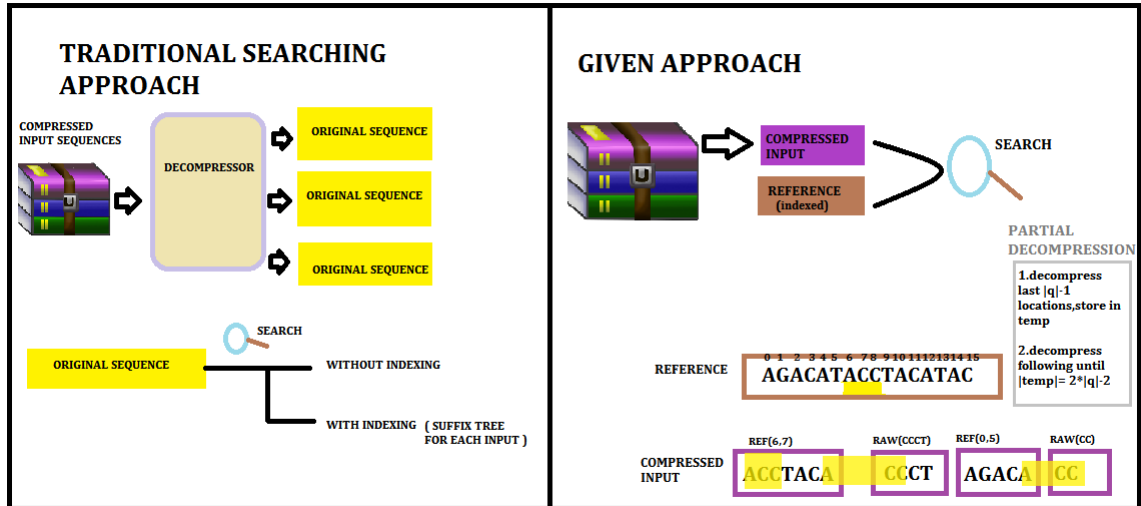 TRADITIONAL SEARCHING
APPROACH
COMPRESSED
INPUT SEQUENCES
DECOMPRESSOR
ORIGINAL SEQUENCE
ORIGINAL SEQUENCE
ORIGINAL SEQUENCE
SEARCH
ORIGINAL SEQUENCE
WITHOUT INDEXING
WITH INDEXING ( SUFFIX TREE
FOR EACH INPUT )
GIVEN APPROACH
COMPRESSED
INPUT
REFERENCE
(indexed)
SEARCH
PARTIAL
DECOMPRESSION
1.decompress
last |q|-1
locations,store in
temp
2.decompress
following until
|temp|= 2*|q|-2
0 1 2 3 4 5 6 7 8 9 10 11 12 13 14 15
REFERENCE AGACATACCTACATAC
REF(6,7) RAW(CCCT) REF(0,5) RAW(CC)
COMPRESSED
INPUT
ACCTACA CCCT AGACA CC